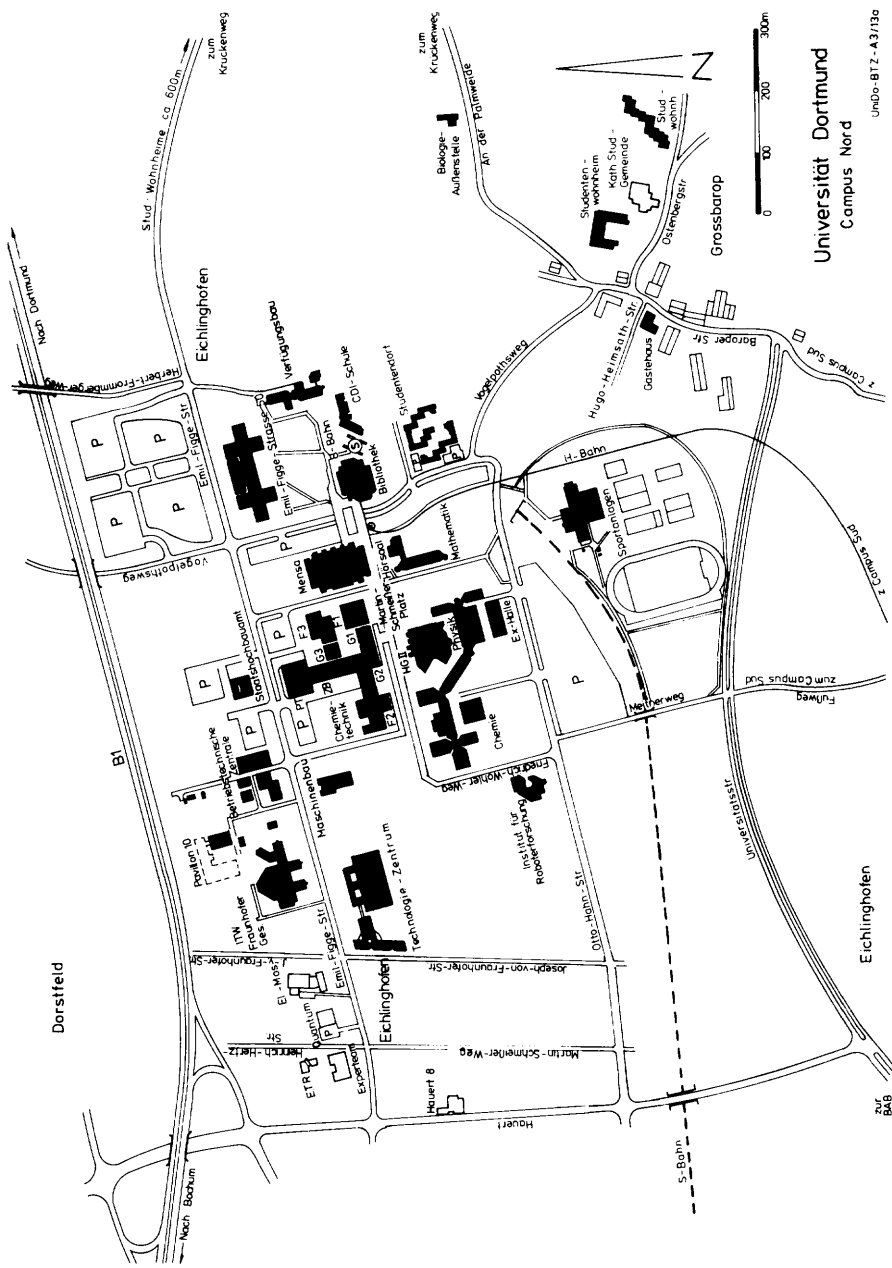 Dorstfeld
Nach Bochum
B1
Nach Dortmund
Herbert-Frommberger-Weg
Stud.-Wohnheime ca 600m
zum
Kruckenweg
Eichlinghofen
P
P
P
P
Emil-Figge-Str
Vogelpothsweg
Staatshochbauamt
P
Betriebstechnische
Zentrale
Pavillon 10
ITW
Fraunhofer
Ges.
J.-v.-Fraunhofer-Str
El-Mos.
Quantum
P
Heinrich-Hertz-
Str
ETR
Experteam
Emil-Figge-Str.
Eichlinghofen
Hauert 8
Hauert
Martin-Schmeißer-Weg
Joseph-von-Fraunhofer-Str
Technologie-Zentrum
Maschinenbau
P
P
P1
ZB
Chemie-
technik
G3
F3
F1
G1
G2
F2
Mensa
P
Emil-Figge-Strasse 50
Verfügungsbau
S-Bahn
S
CDI-Schule
Bibliothek
Studentendorf
P
Martin-
Schmeißer-
Platz
Hörsaal
Mathematik
HG II
Physik
Ex-Halle
Chemie
Friedrich-Wöhler-Weg
Institut für
Roboterforschung
Otto-Hahn-Str
P
Meitnerweg
S-Bahn
Vogelpothsweg
H-Bahn
Sportanlagen
Hugo-Heimsath-Str.
Gästehaus
Baroper Str
z Campus Süd
z Campus Süd
Fußweg
zum Campus Süd
Universitätsstr
Eichlinghofen
zur
BAB
Biologie-
Außenstelle
An der Palmweide
zum
Kruckenweg
Studenten-
wohnheim
Kath Stud-
Gemeinde
Stud-
wohnh
Ostenbergstr
Grossbarop
N
0 100 200 300m
Universität Dortmund
Campus Nord
UniDo-BTZ-A3/13a